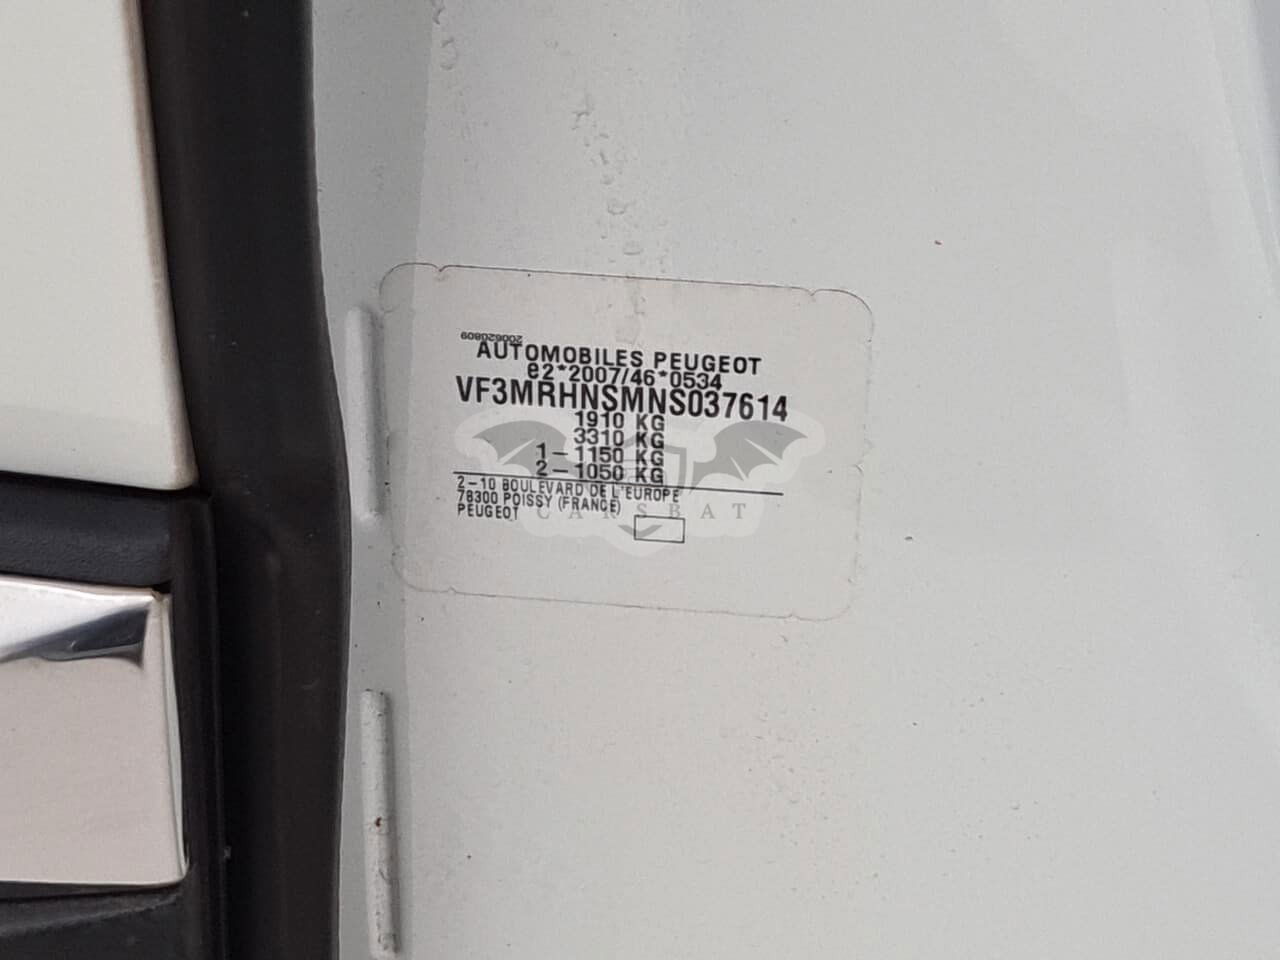 200620809
AUTOMOBILES PEUGEOT
e2*2007/46*0534
VF3MRHNSMNS037614
1910 KG
3310 KG
1-1150 KG
2-1050 KG
2-10 BOULEVARD DE L'EUROPE
78300 POISSY (FRANCE)
PEUGEOT
CARSBAT